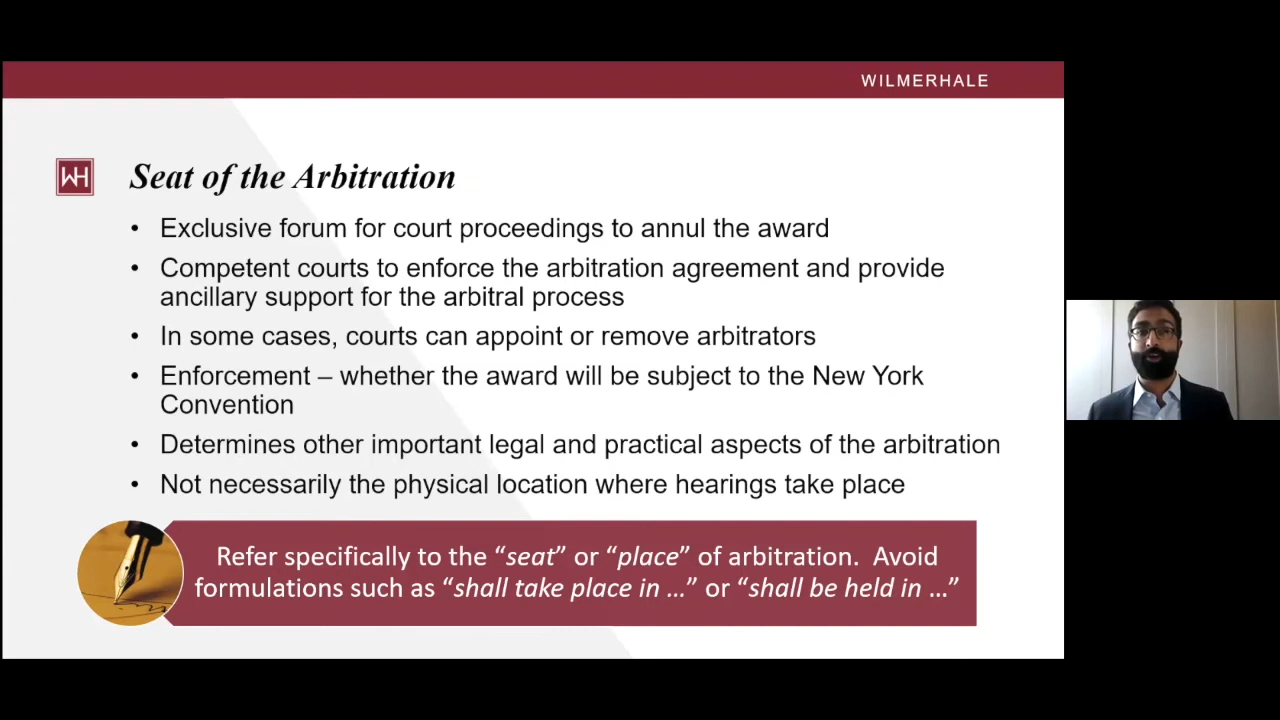 WILMERHALE
WH
Seat of the Arbitration
• Exclusive forum for court proceedings to annul the award
• Competent courts to enforce the arbitration agreement and provide
ancillary support for the arbitral process
• In some cases, courts can appoint or remove arbitrators
• Enforcement – whether the award will be subject to the New York
Convention
• Determines other important legal and practical aspects of the arbitration
• Not necessarily the physical location where hearings take place
Refer specifically to the “seat” or “place” of arbitration.  Avoid
formulations such as “shall take place in …” or “shall be held in …”